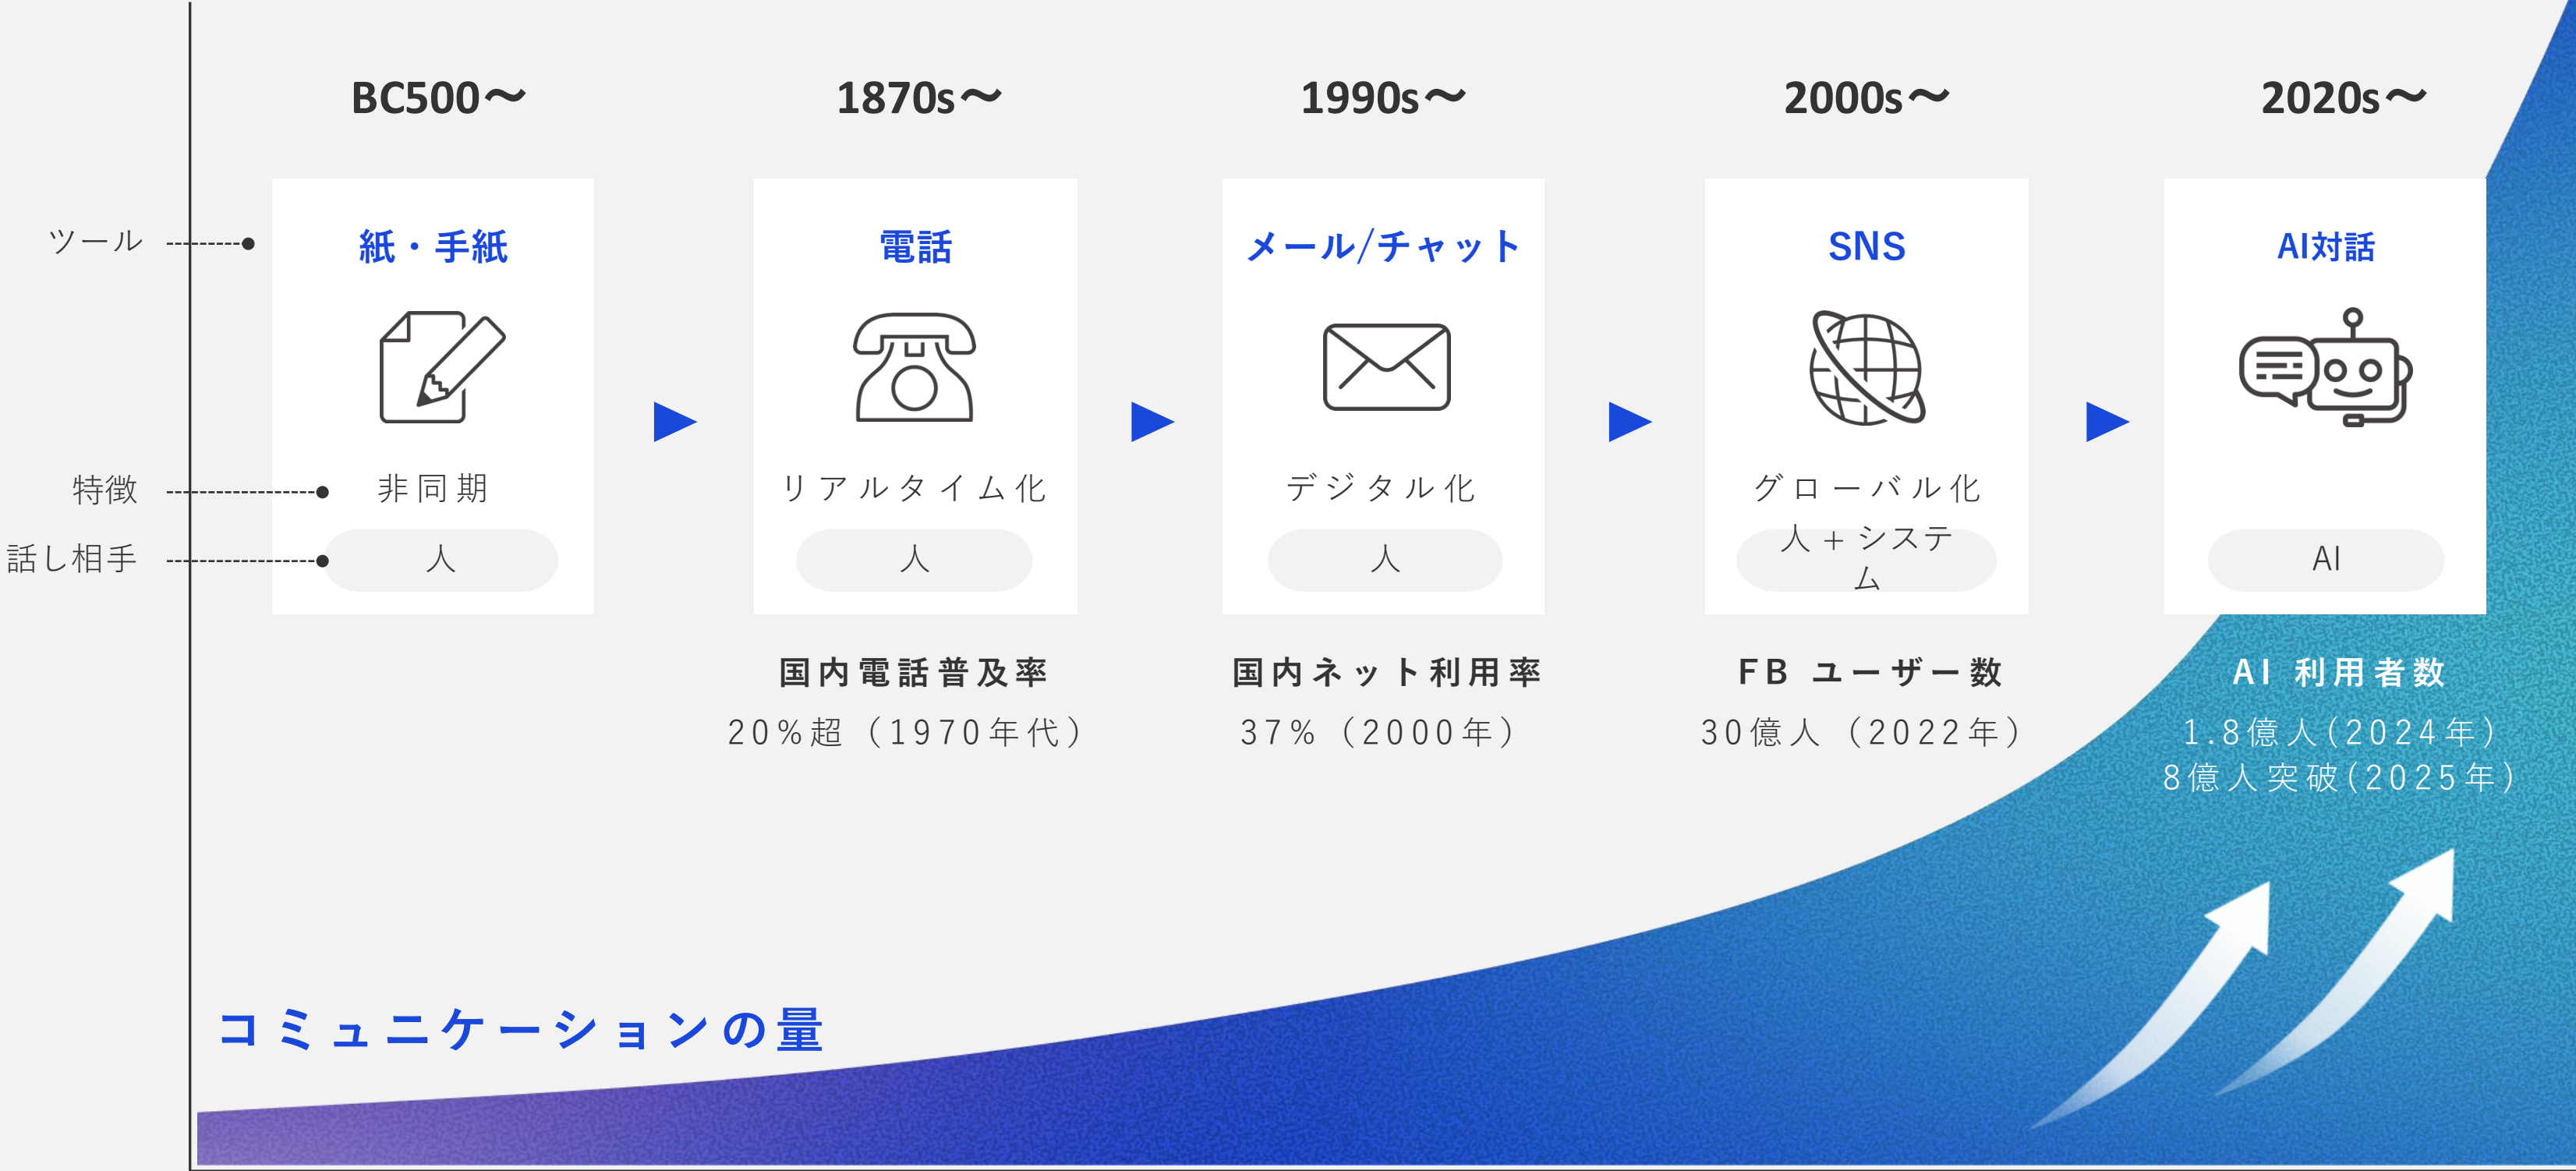 BC500～
1870s～
1990s～
2000s～
2020s～
ツール
紙・手紙
電話
メール/チャット
SNS
AI対話
特徴
非同期
リアルタイム化
デジタル化
グローバル化
話し相手
人
人
人
人 + システ
ム
AI
国内電話普及率
20%超（1970年代）
国内ネット利用率
37%（2000年）
FB ユーザー数
30億人（2022年）
AI 利用者数
1.8億人(2024年)
8億人突破(2025年)
コミュニケーションの量